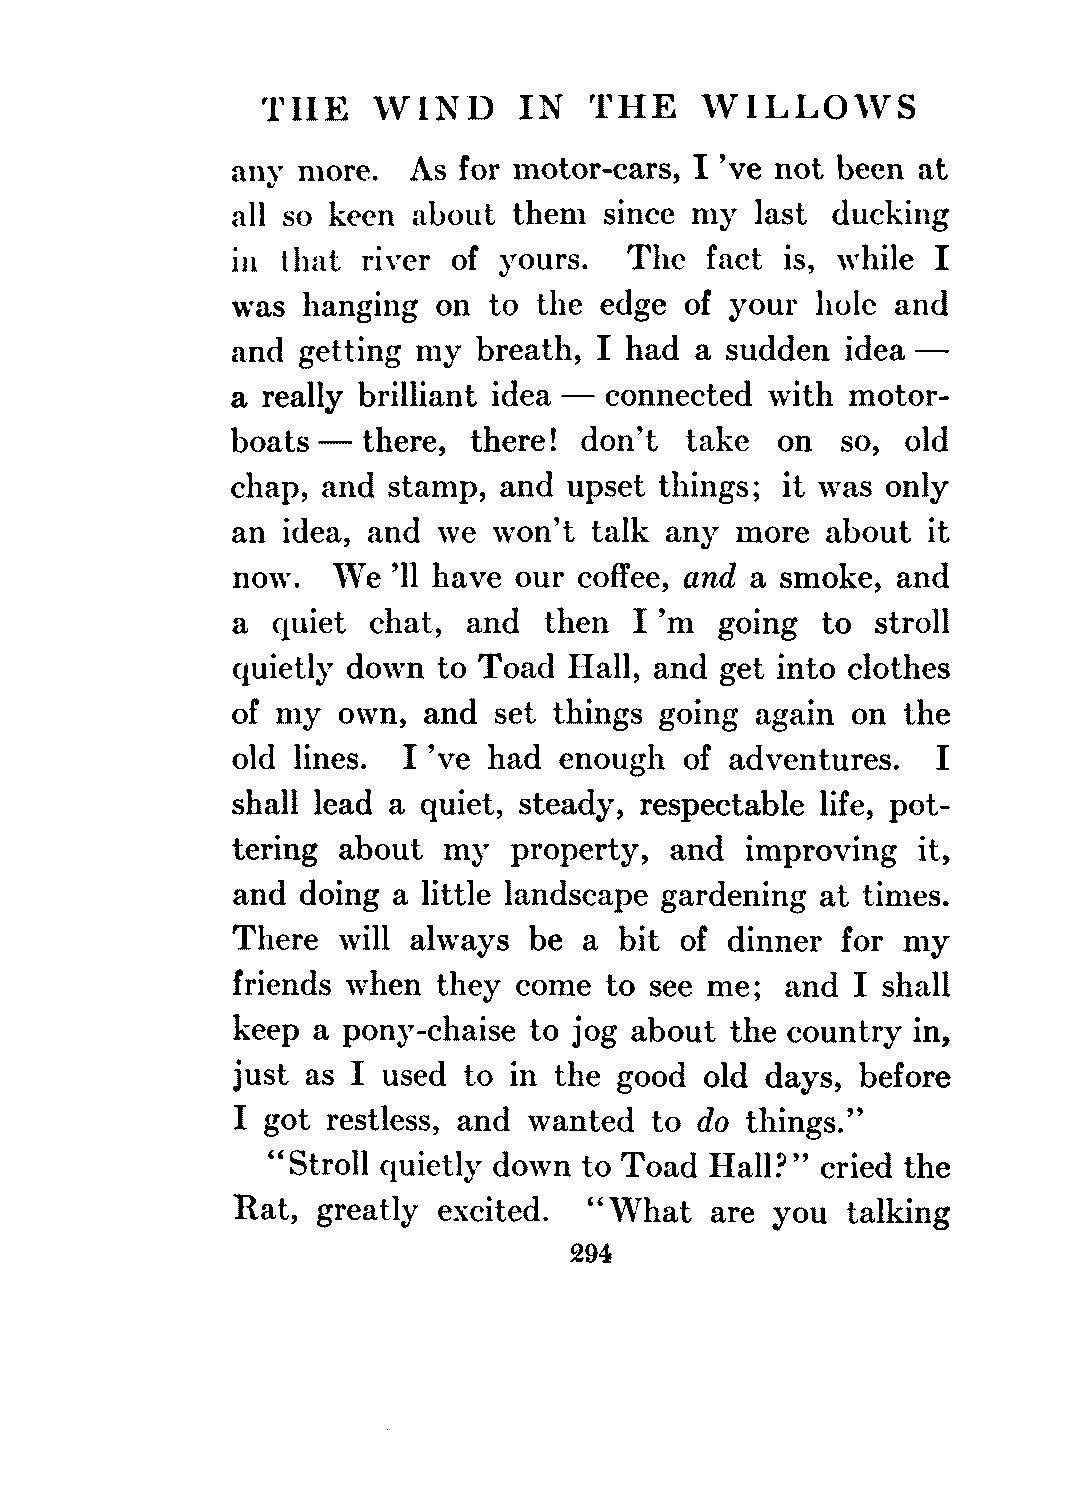 THE WIND IN THE WILLOWS
any more. As for motor-cars, I 've not been at
all so keen about them since my last ducking
in that river of yours. The fact is, while I
was hanging on to the edge of your hole and
and getting my breath, I had a sudden idea —
a really brilliant idea — connected with motor-
boats — there, there! don't take on so, old
chap, and stamp, and upset things; it was only
an idea, and we won't talk any more about it
now. We 'll have our coffee, and a smoke, and
a quiet chat, and then I 'm going to stroll
quietly down to Toad Hall, and get into clothes
of my own, and set things going again on the
old lines. I 've had enough of adventures. I
shall lead a quiet, steady, respectable life, pot-
tering about my property, and improving it,
and doing a little landscape gardening at times.
There will always be a bit of dinner for my
friends when they come to see me; and I shall
keep a pony-chaise to jog about the country in,
just as I used to in the good old days, before
I got restless, and wanted to do things."
"Stroll quietly down to Toad Hall?" cried the
Rat, greatly excited. "What are you talking
294